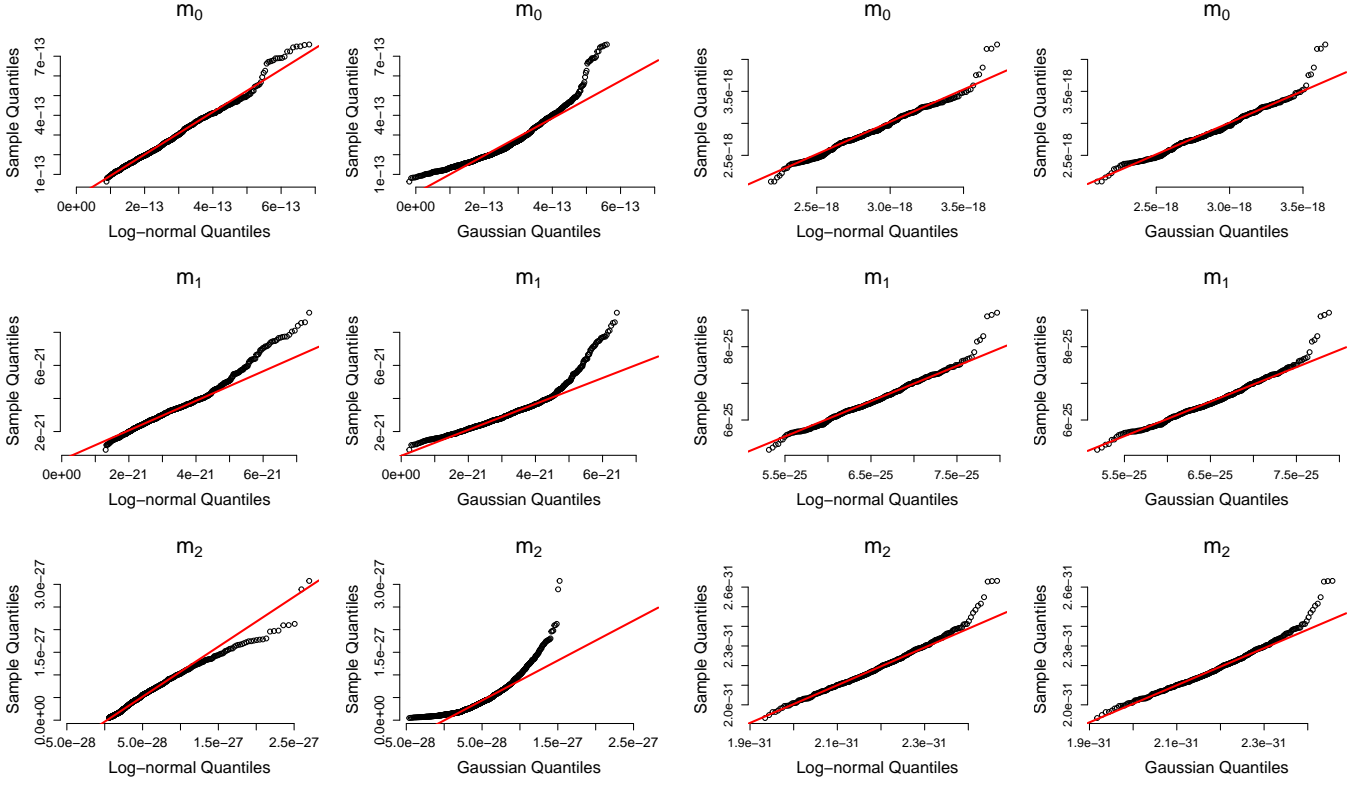 m0
Sample Quantiles
7e−13
4e−13
1e−13
0e+00 2e−13 4e−13 6e−13
Log−normal Quantiles
m0
Sample Quantiles
7e−13
4e−13
1e−13
0e+00 2e−13 4e−13 6e−13
Gaussian Quantiles
m0
Sample Quantiles
3.5e−18
2.5e−18
2.5e−18 3.0e−18 3.5e−18
Log−normal Quantiles
m0
Sample Quantiles
3.5e−18
2.5e−18
2.5e−18 3.0e−18 3.5e−18
Gaussian Quantiles
m1
Sample Quantiles
6e−21
2e−21
0e+00 2e−21 4e−21 6e−21
Log−normal Quantiles
m1
Sample Quantiles
6e−21
2e−21
0e+00 2e−21 4e−21 6e−21
Gaussian Quantiles
m1
Sample Quantiles
8e−25
6e−25
5.5e−25 6.5e−25 7.5e−25
Log−normal Quantiles
m1
Sample Quantiles
8e−25
6e−25
5.5e−25 6.5e−25 7.5e−25
Gaussian Quantiles
m2
Sample Quantiles
3.0e−27
1.5e−27
0.0e+00
−5.0e−28 5.0e−28 1.5e−27 2.5e−27
Log−normal Quantiles
m2
Sample Quantiles
3.0e−27
1.5e−27
0.0e+00
−5.0e−28 5.0e−28 1.5e−27 2.5e−27
Gaussian Quantiles
m2
Sample Quantiles
2.6e−31
2.3e−31
2.0e−31
1.9e−31 2.1e−31 2.3e−31
Log−normal Quantiles
m2
Sample Quantiles
2.6e−31
2.3e−31
2.0e−31
1.9e−31 2.1e−31 2.3e−31
Gaussian Quantiles